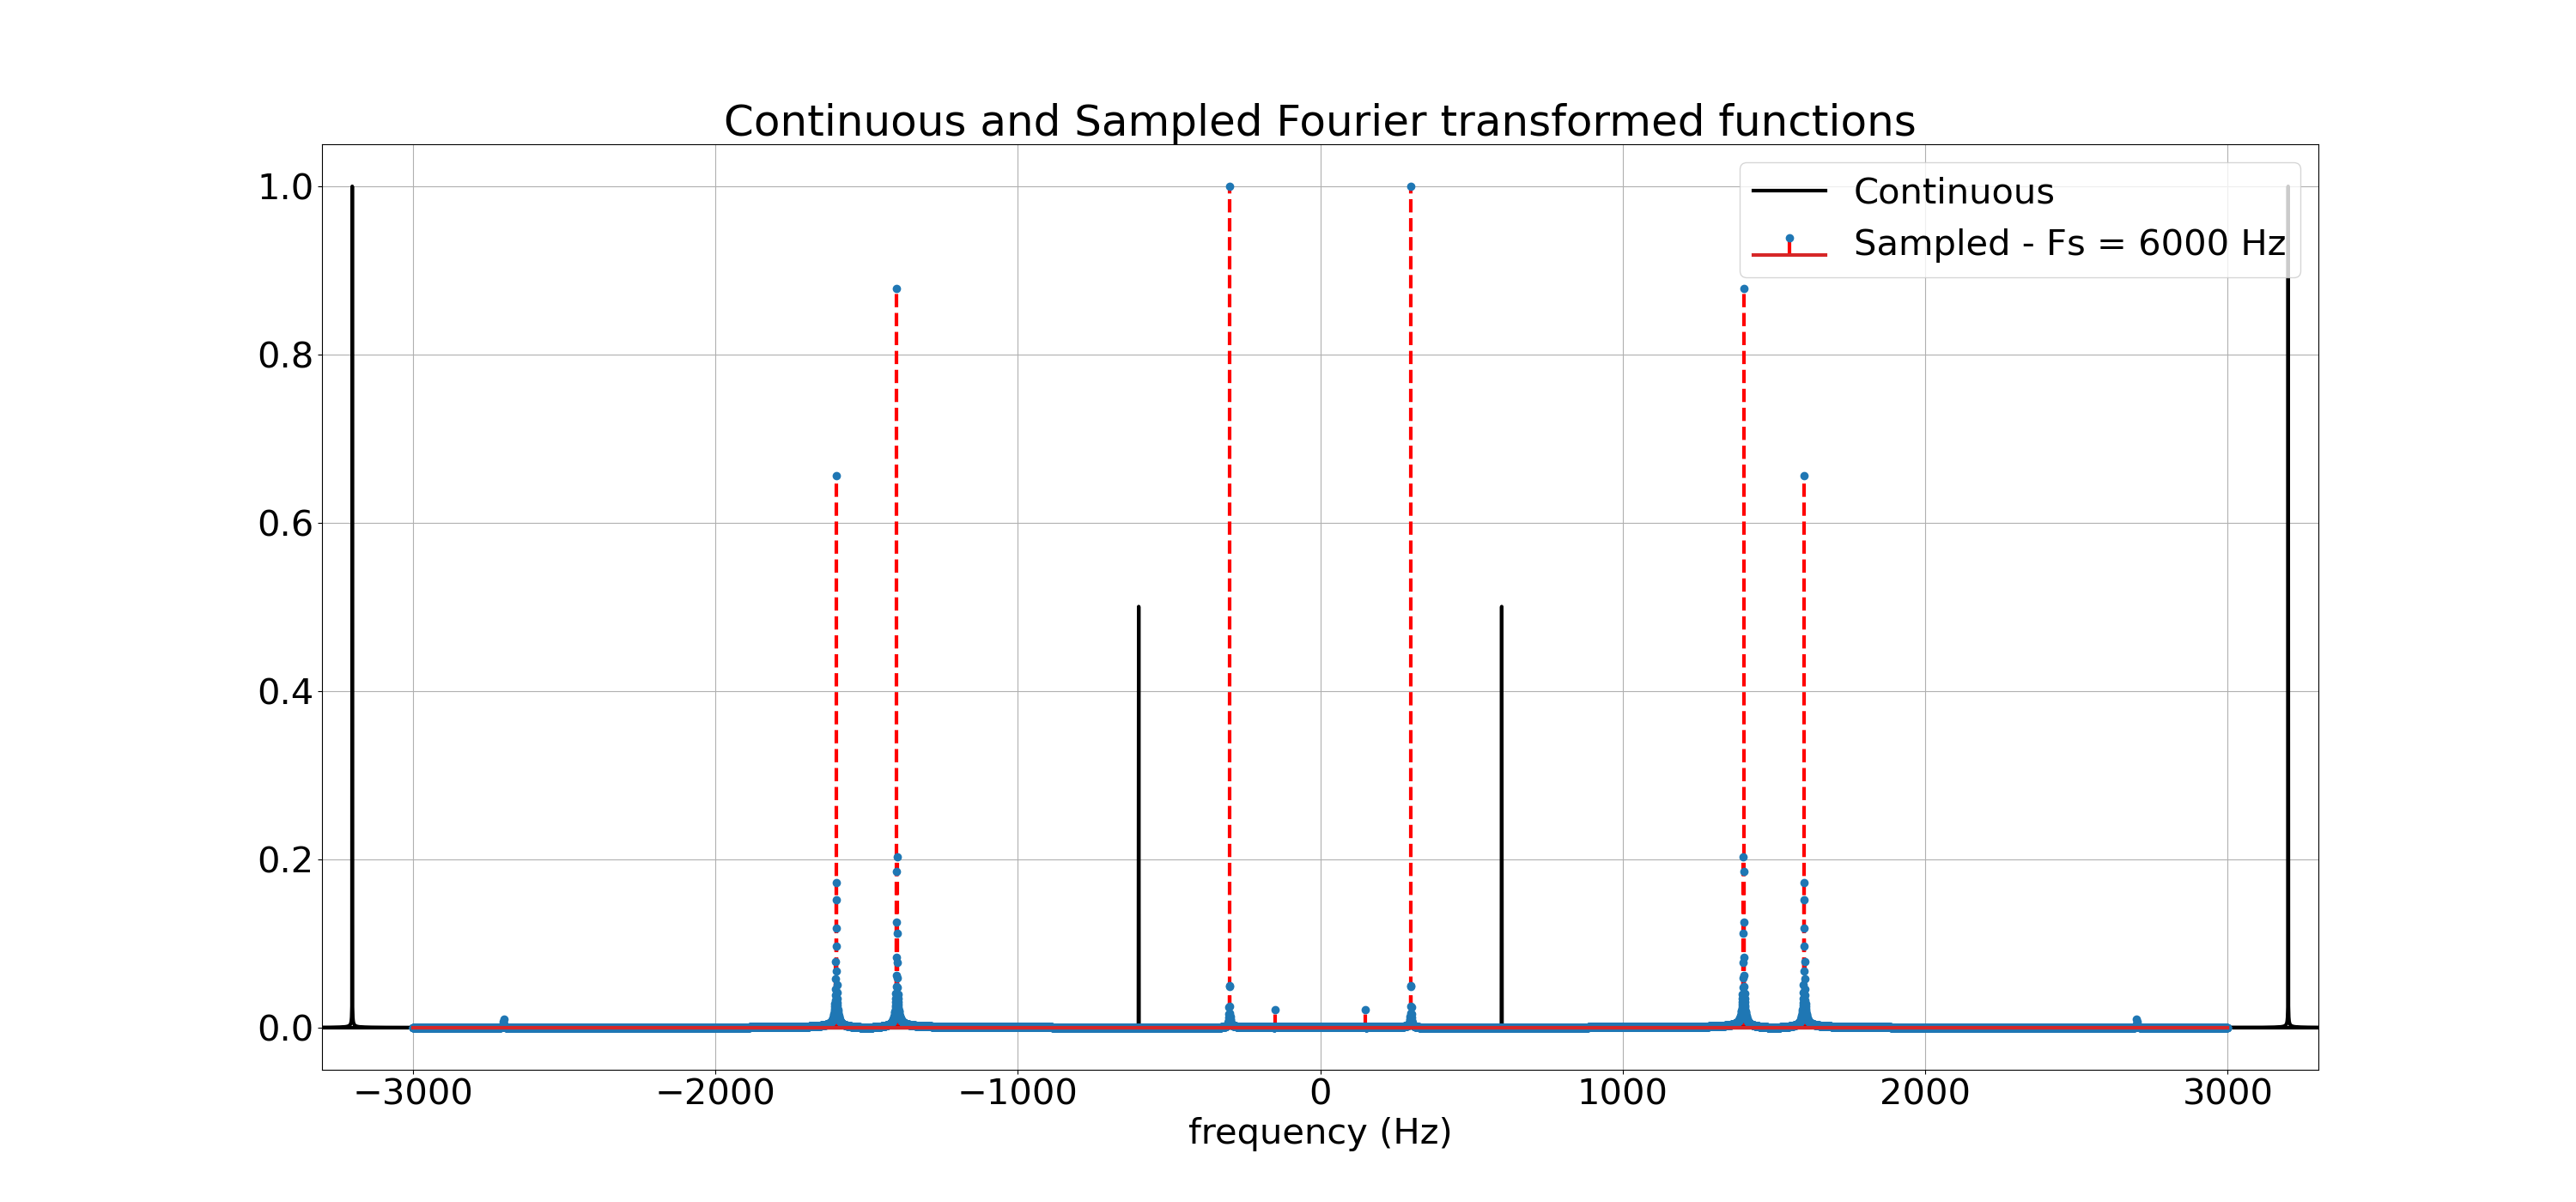 Continuous and Sampled Fourier transformed functions
Continuous
Sampled - Fs = 6000 Hz
1.0
0.8
0.6
0.4
0.2
0.0
−3000 −2000 −1000 0 1000 2000 3000
frequency (Hz)